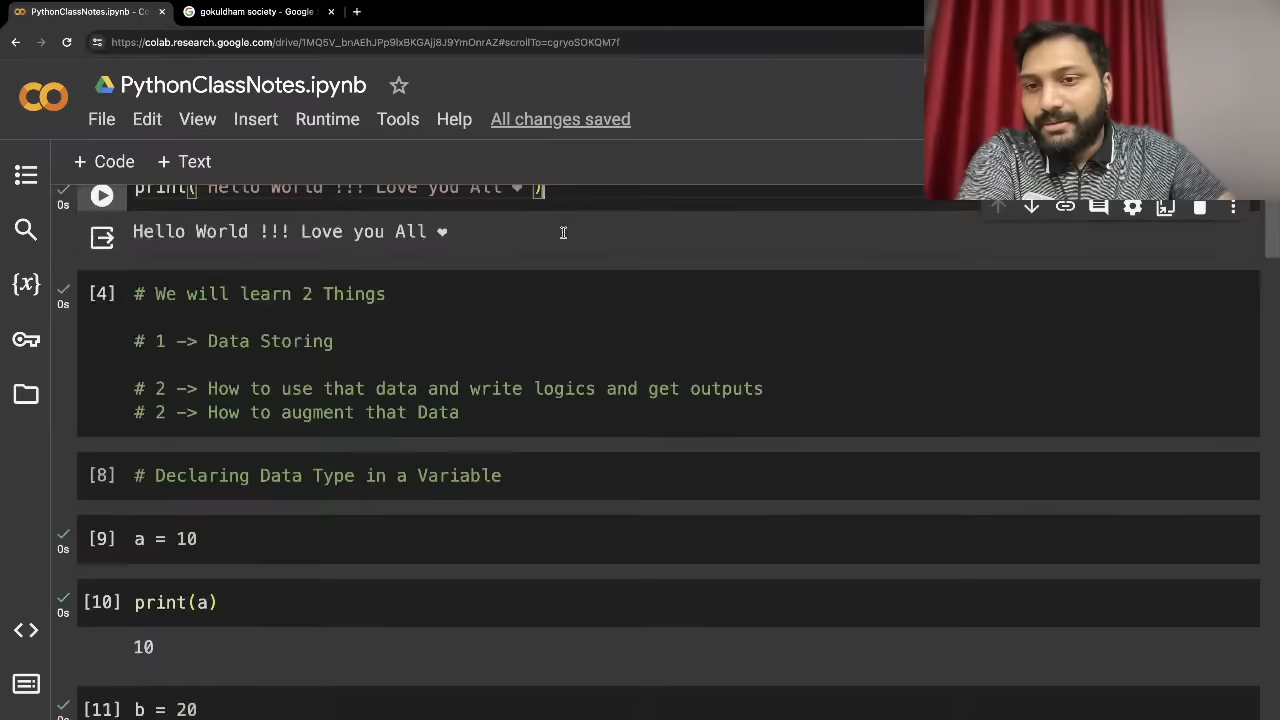 PythonClassNotes.ipynb - Co
gokuldham society - Google S
https://colab.research.google.com/drive/1MQ5V_bnAEhJPp9lxBKGAjj8J9YmOnrAZ#scrollTo=cgryoSOKQM7f
PythonClassNotes.ipynb
File Edit View Insert Runtime Tools Help All changes saved
+ Code + Text
print( Hello World !!! Love you All ❤ )
0s
Hello World !!! Love you All ❤
[4] # We will learn 2 Things
0s
# 1 -> Data Storing
# 2 -> How to use that data and write logics and get outputs
# 2 -> How to augment that Data
[8] # Declaring Data Type in a Variable
[9] a = 10
0s
[10] print(a)
0s
10
[11] b = 20